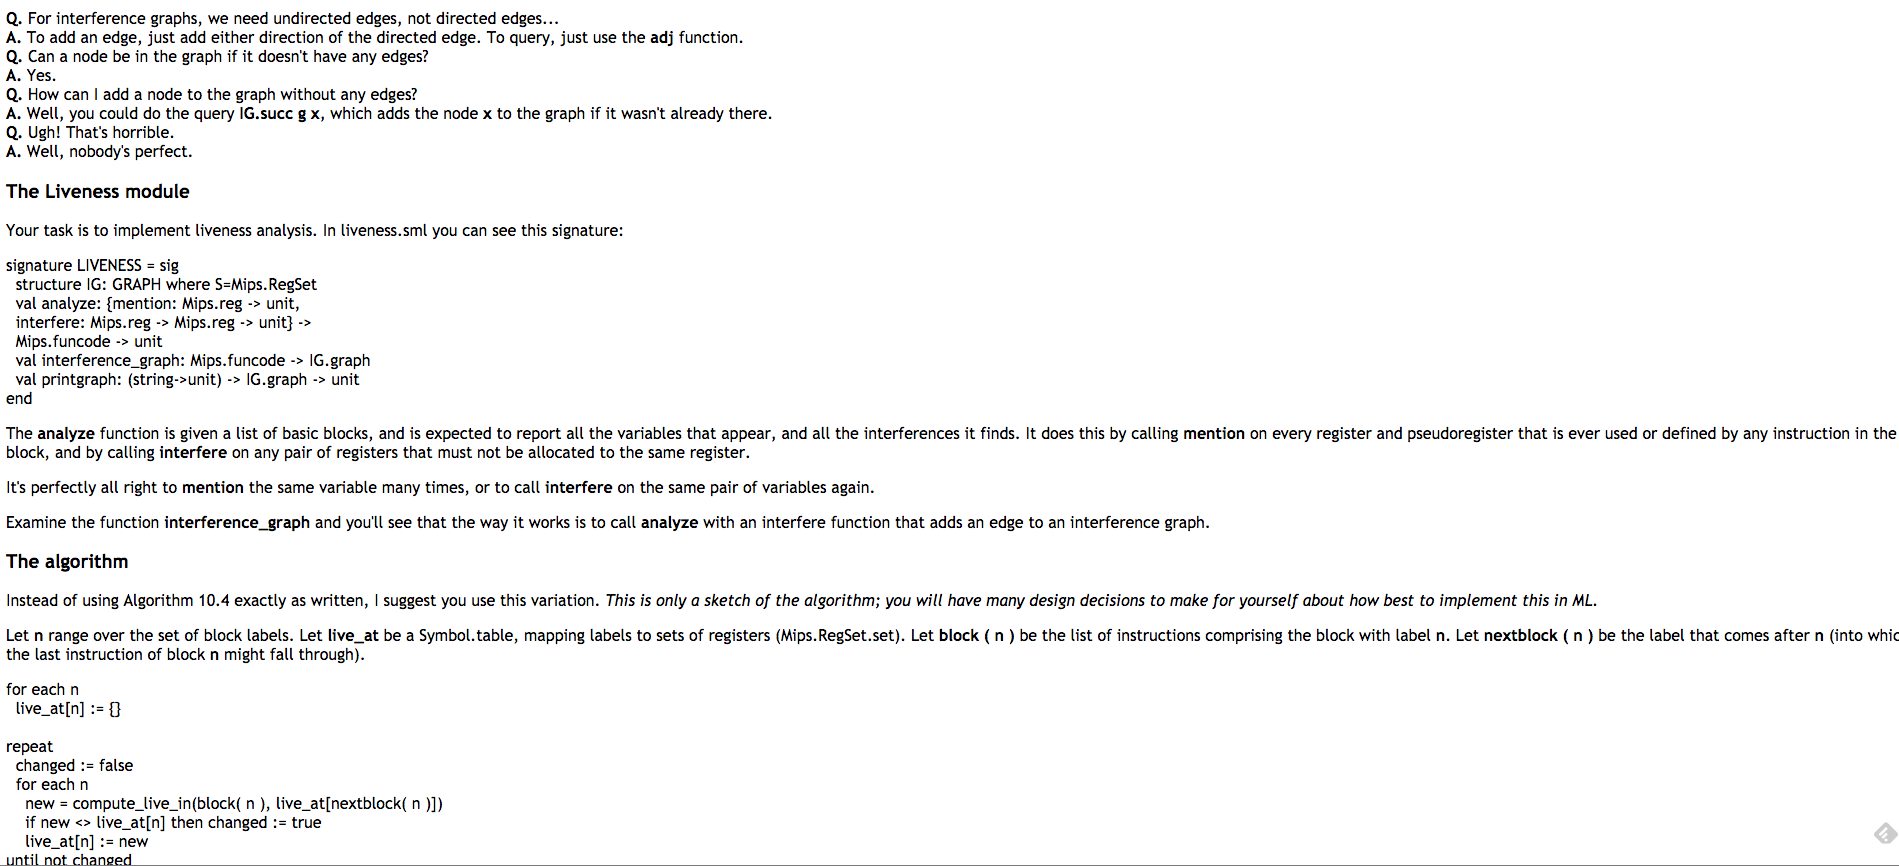 Q. For interference graphs, we need undirected edges, not directed edges...
A. To add an edge, just add either direction of the directed edge. To query, just use the adj function.
Q. Can a node be in the graph if it doesn't have any edges?
A. Yes.
Q. How can I add a node to the graph without any edges?
A. Well, you could do the query IG.succ g x, which adds the node x to the graph if it wasn't already there.
Q. Ugh! That's horrible.
A. Well, nobody's perfect.
The Liveness module
Your task is to implement liveness analysis. In liveness.sml you can see this signature:
signature LIVENESS = sig
structure IG: GRAPH where S=Mips.RegSet
val analyze: {mention: Mips.reg -> unit,
interfere: Mips.reg -> Mips.reg -> unit} ->
Mips.funcode -> unit
val interference_graph: Mips.funcode -> IG.graph
val printgraph: (string->unit) -> IG.graph -> unit
end
The analyze function is given a list of basic blocks, and is expected to report all the variables that appear, and all the interferences it finds. It does this by calling mention on every register and pseudoregister that is ever used or defined by any instruction in the
block, and by calling interfere on any pair of registers that must not be allocated to the same register.
It's perfectly all right to mention the same variable many times, or to call interfere on the same pair of variables again.
Examine the function interference_graph and you'll see that the way it works is to call analyze with an interfere function that adds an edge to an interference graph.
The algorithm
Instead of using Algorithm 10.4 exactly as written, I suggest you use this variation. This is only a sketch of the algorithm; you will have many design decisions to make for yourself about how best to implement this in ML.
Let n range over the set of block labels. Let live_at be a Symbol.table, mapping labels to sets of registers (Mips.RegSet.set). Let block ( n ) be the list of instructions comprising the block with label n. Let nextblock ( n ) be the label that comes after n (into whic
the last instruction of block n might fall through).
for each n
live_at[n] := {}
repeat
changed := false
for each n
new = compute_live_in(block( n ), live_at[nextblock( n )])
if new <> live_at[n] then changed := true
live_at[n] := new
until not changed